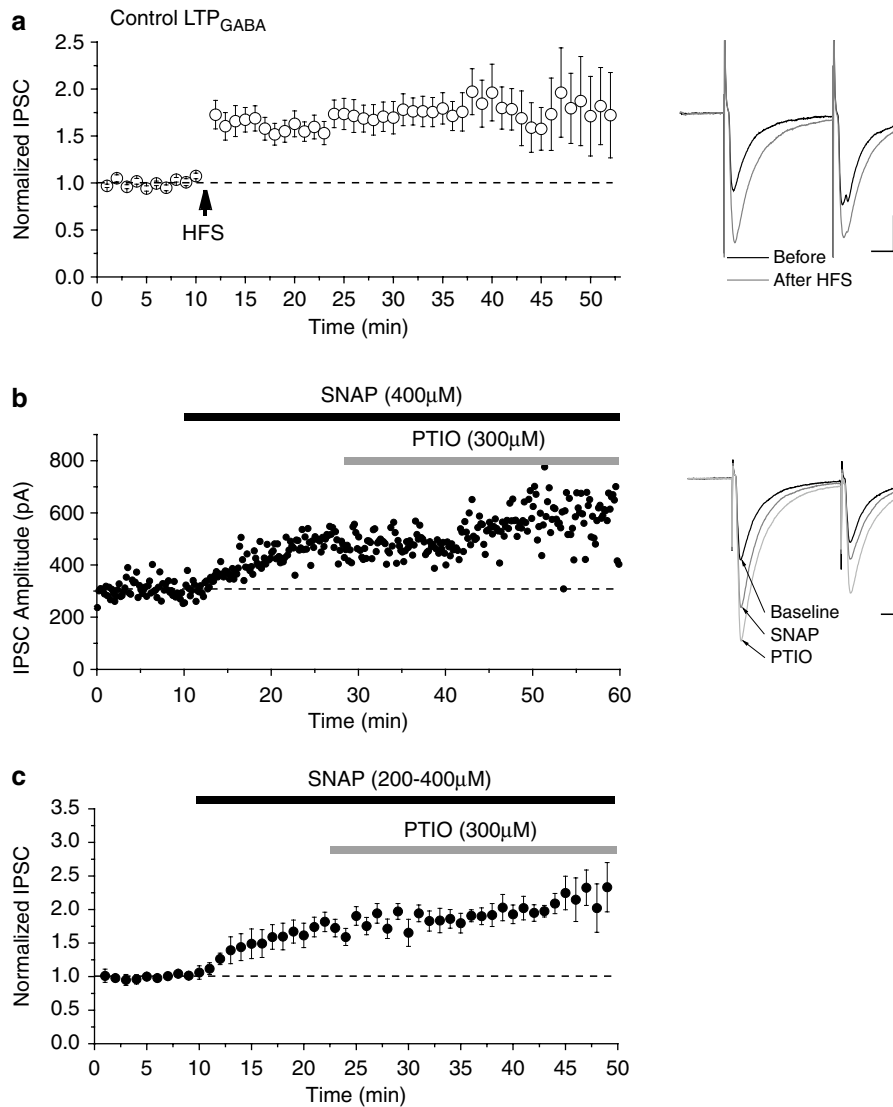 a
Control LTPGABA
Normalized IPSC
2.5
2.0
1.5
1.0
0.5
0.0
HFS
0 5 10 15 20 25 30 35 40 45 50
Time (min)
Before
After HFS
b
SNAP (400µM)
PTIO (300µM)
IPSC Amplitude (pA)
800
600
400
200
0
0 10 20 30 40 50 60
Time (min)
Baseline
SNAP
PTIO
c
SNAP (200-400µM)
PTIO (300µM)
Normalized IPSC
3.5
3.0
2.5
2.0
1.5
1.0
0.5
0.0
0 5 10 15 20 25 30 35 40 45 50
Time (min)